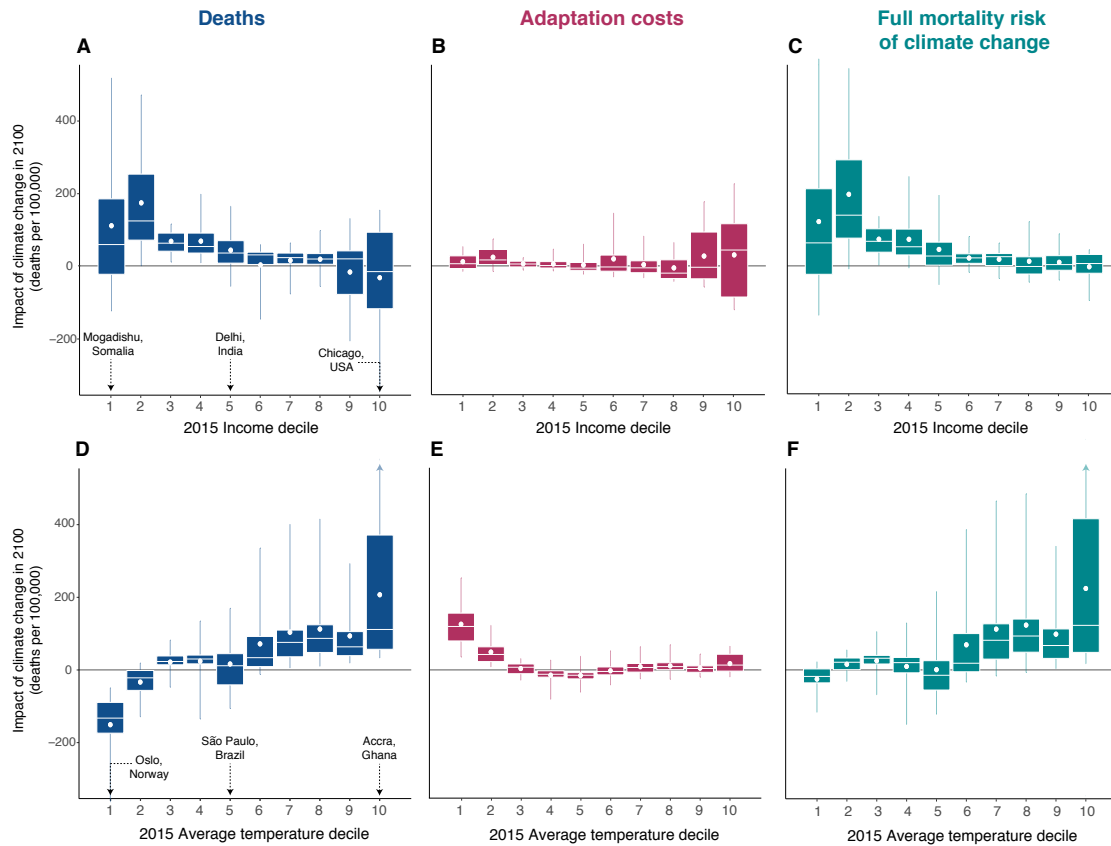 Deaths
Adaptation costs
Full mortality risk
of climate change
A
B
C
Impact of climate change in 2100
(deaths per 100,000)
400
200
0
−200
Mogadishu,
Somalia
Delhi,
India
Chicago,
USA
1 2 3 4 5 6 7 8 9 10
1 2 3 4 5 6 7 8 9 10
1 2 3 4 5 6 7 8 9 10
2015 Income decile
2015 Income decile
2015 Income decile
D
E
F
Impact of climate change in 2100
(deaths per 100,000)
400
200
0
−200
Oslo,
Norway
São Paulo,
Brazil
Accra,
Ghana
1 2 3 4 5 6 7 8 9 10
1 2 3 4 5 6 7 8 9 10
1 2 3 4 5 6 7 8 9 10
2015 Average temperature decile
2015 Average temperature decile
2015 Average temperature decile